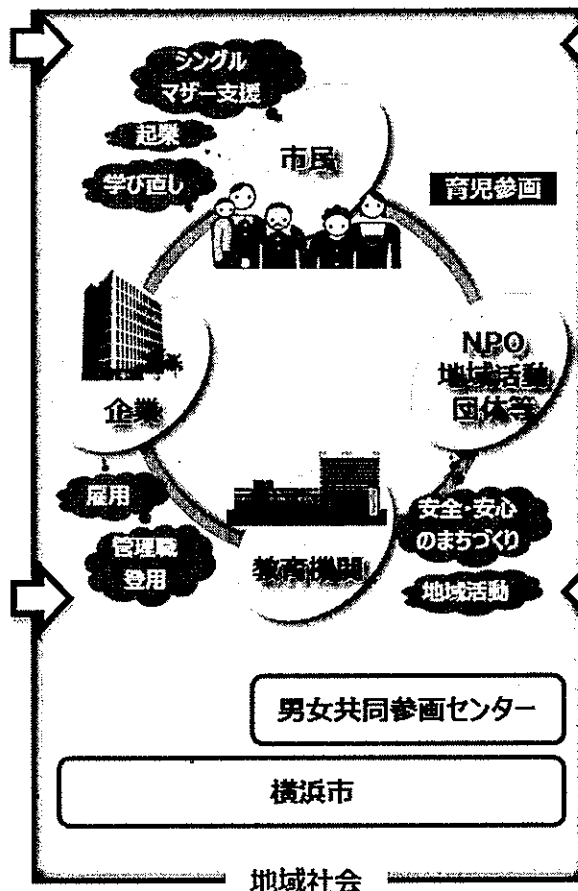 シングル
マザー支援
起業
市民
学び直し
育児参画
NPO
地域活動
団体等
企業
雇用
管理職
登用
教育機関
安全・安心
のまちづくり
地域活動
男女共同参画センター
横浜市
地域社会